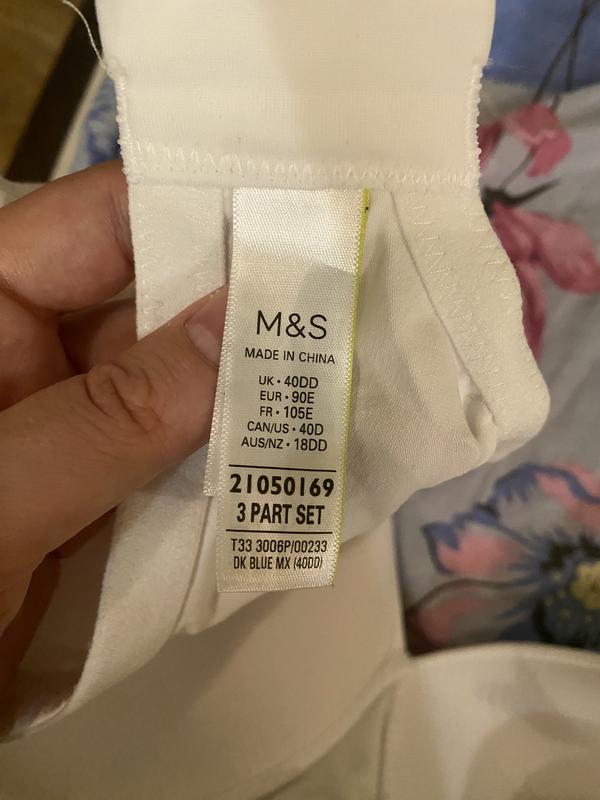 M&S
MADE IN CHINA
UK • 40DD
EUR • 90E
FR • 105E
CAN/US • 40D
AUS/NZ • 18DD
21050169
3 PART SET
T33 3006P/00233
DK BLUE MX (40DD)